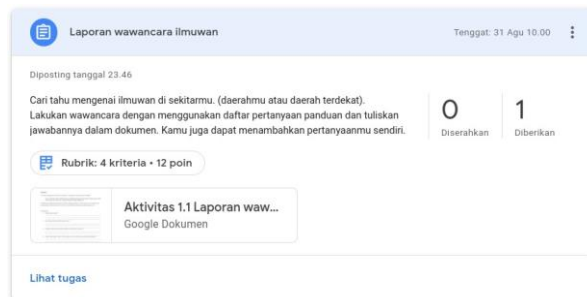 Laporan wawancara ilmuwan
Tenggat: 31 Agu 10.00
Diposting tanggal 23.46
Cari tahu mengenai ilmuwan di sekitarmu. (daerahmu atau daerah terdekat).
Lakukan wawancara dengan menggunakan daftar pertanyaan panduan dan tuliskan
jawabannya dalam dokumen. Kamu juga dapat menambahkan pertanyaanmu sendiri.
0
Diserahkan
1
Diberikan
Rubrik: 4 kriteria • 12 poin
Aktivitas 1.1 Laporan waw...
Google Dokumen
Lihat tugas